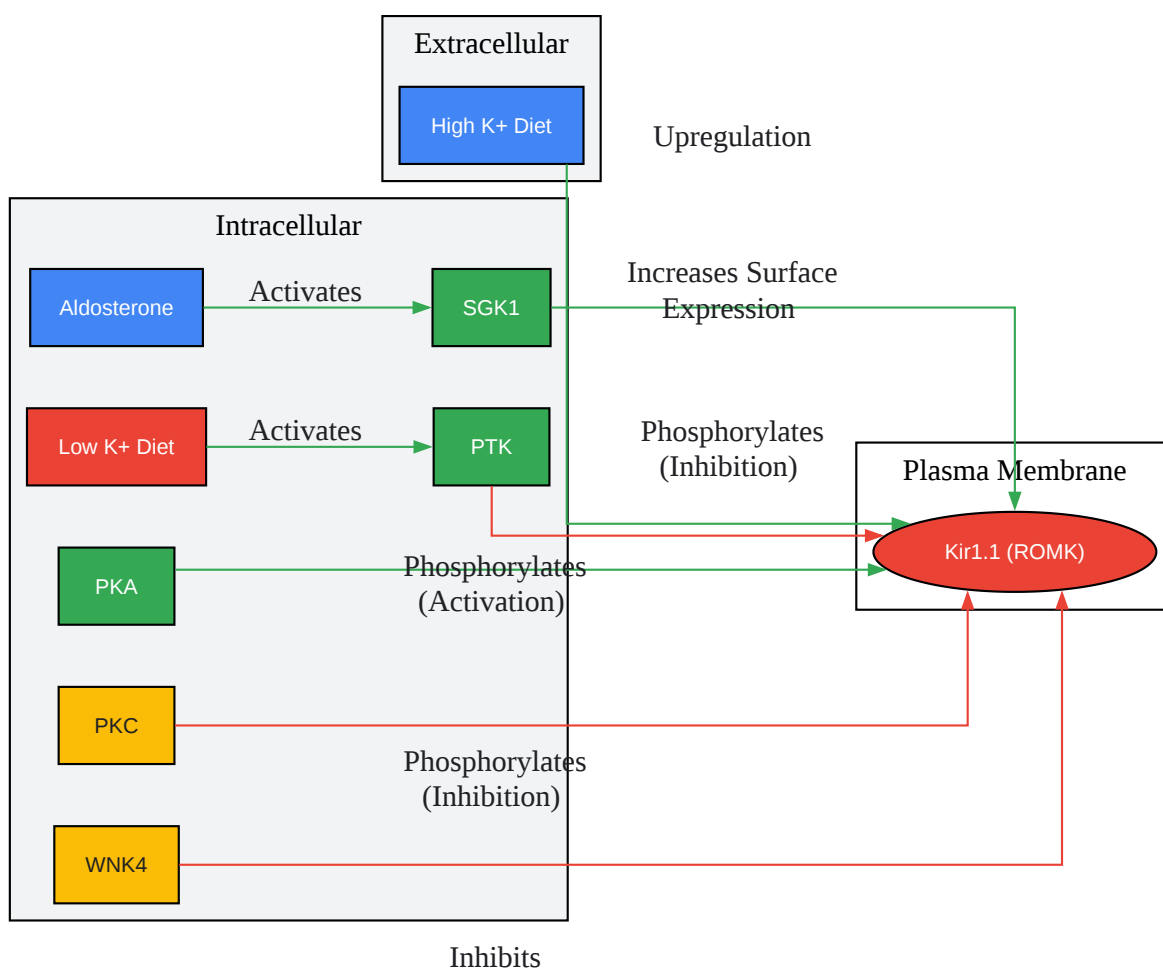 Extracellular
High K+ Diet
Upregulation
Intracellular
Aldosterone
Activates
SGK1
Increases Surface
Expression
Low K+ Diet
Activates
PTK
Phosphorylates
(Inhibition)
Plasma Membrane
Kir1.1 (ROMK)
PKA
Phosphorylates
(Activation)
PKC
Phosphorylates
(Inhibition)
WNK4
Inhibits